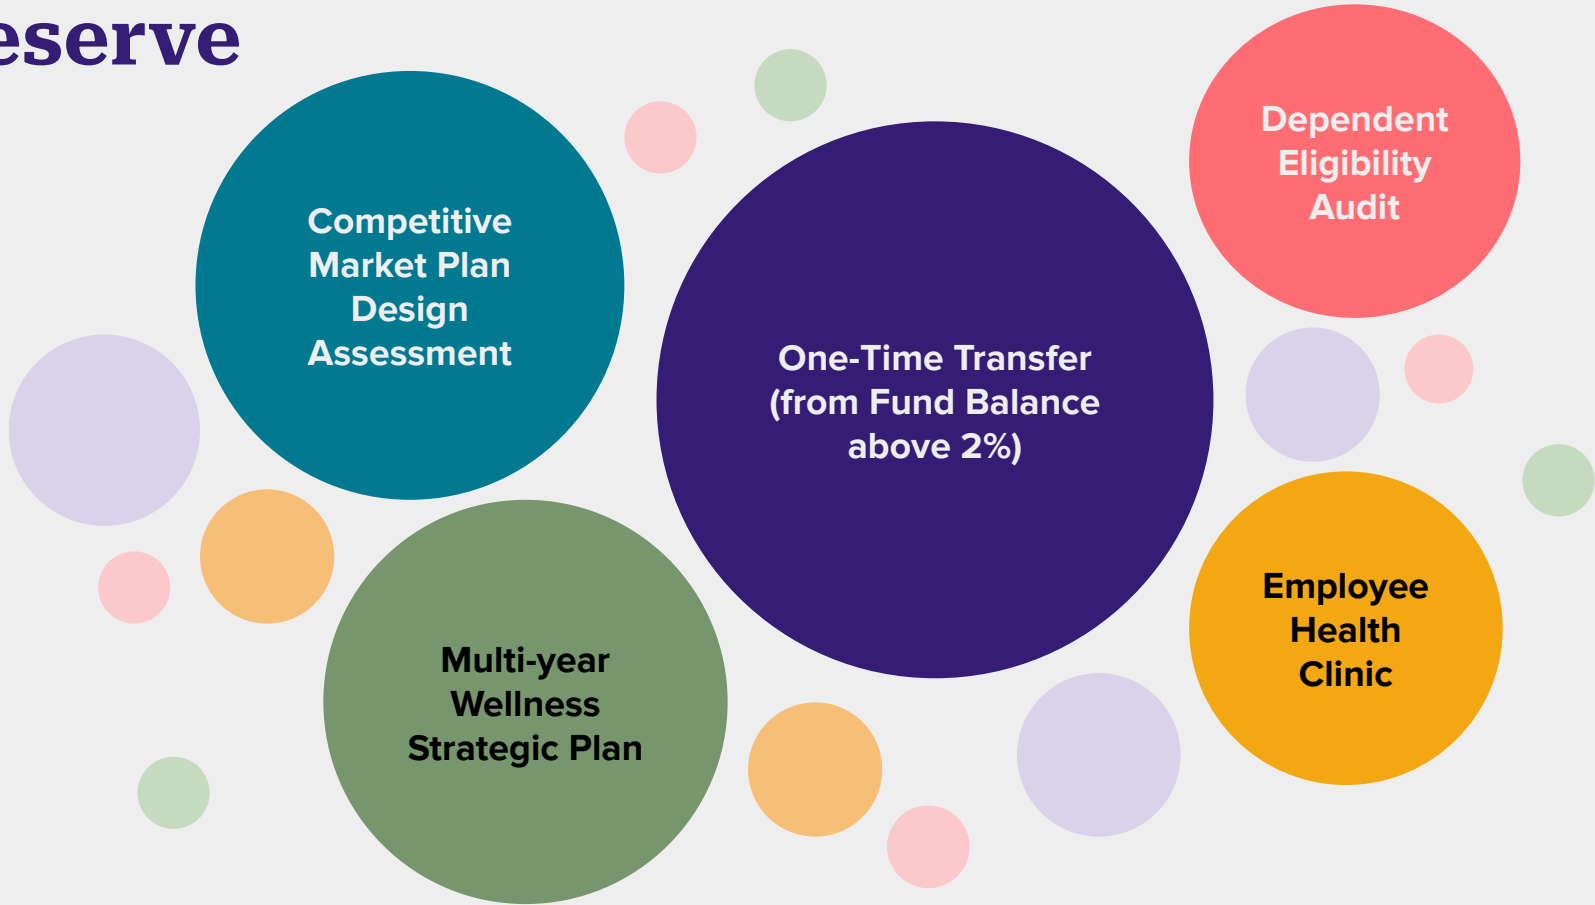 eserve
Competitive
Market Plan
Design
Assessment
One-Time Transfer
(from Fund Balance
above 2%)
Dependent
Eligibility
Audit
Multi-year
Wellness
Strategic Plan
Employee
Health
Clinic